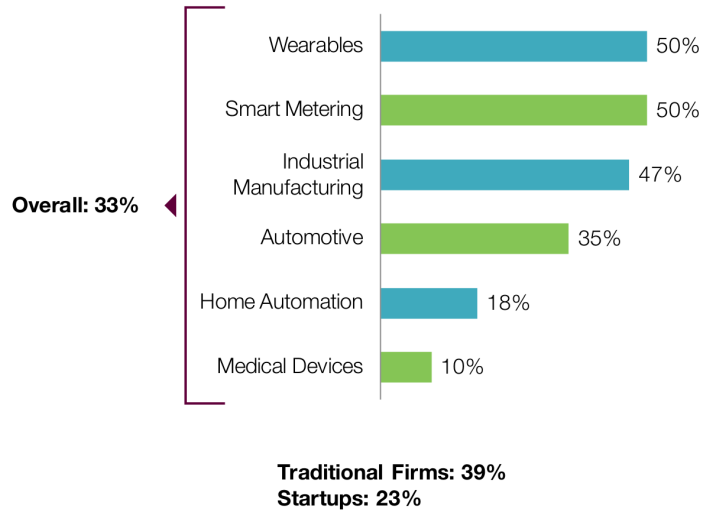 Wearables 50%
Smart Metering 50%
Industrial
Manufacturing 47%
Overall: 33%
Automotive 35%
Home Automation 18%
Medical Devices 10%
Traditional Firms: 39%
Startups: 23%